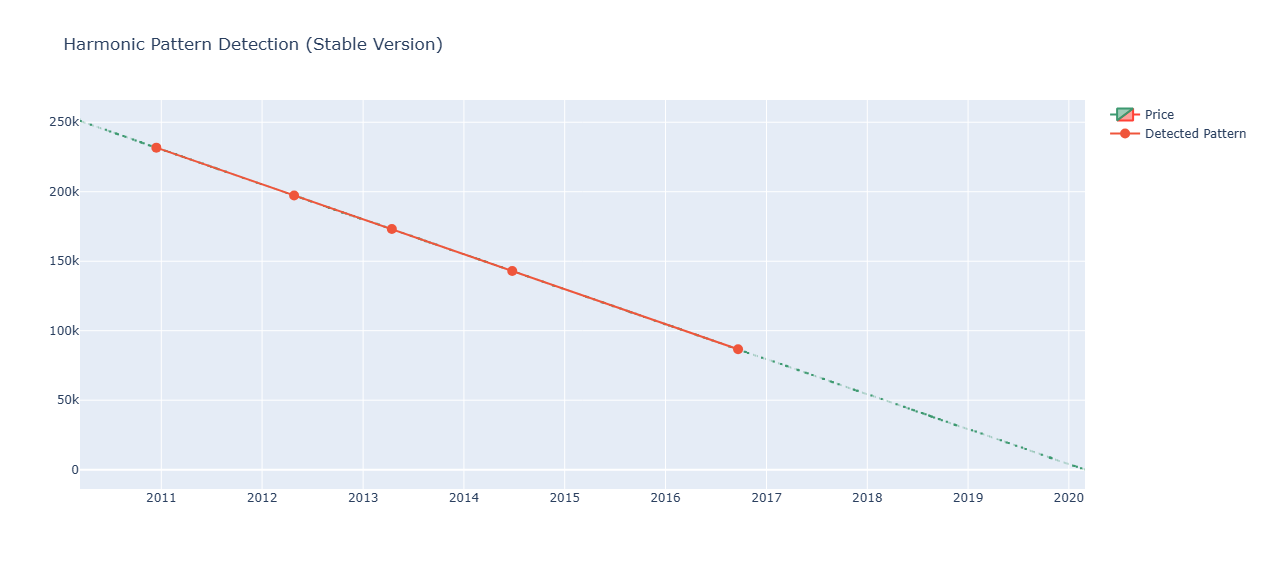 Harmonic Pattern Detection (Stable Version)
Price
Detected Pattern
250k
200k
150k
100k
50k
0
2011 2012 2013 2014 2015 2016 2017 2018 2019 2020